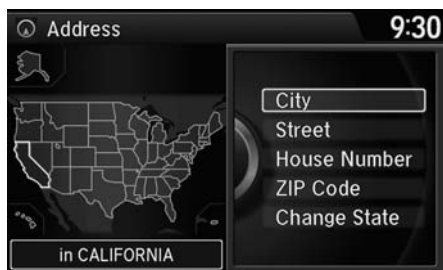 Address
9:30
City
Street
House Number
ZIP Code
Change State
in CALIFORNIA